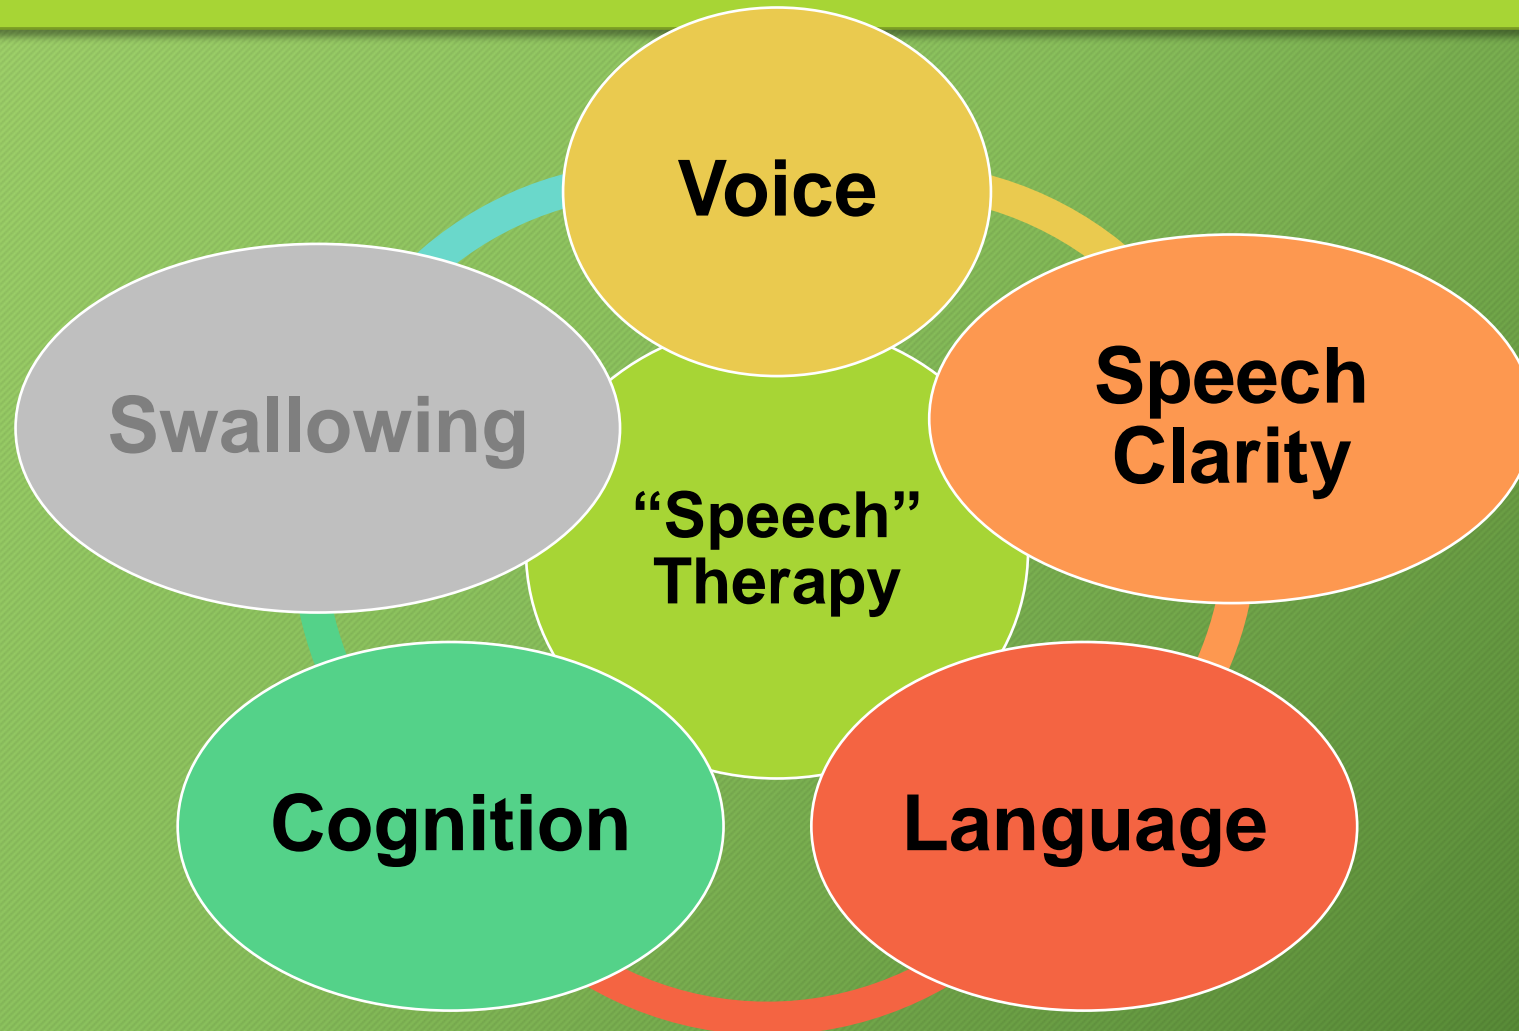 Voice
Speech
Clarity
Swallowing
“Speech”
Therapy
Cognition
Language